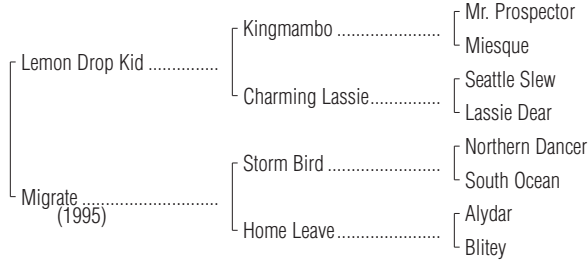 Mr. Prospector
Kingmambo ......................
Miesque
Lemon Drop Kid ...............
Seattle Slew
Charming Lassie...............
Lassie Dear
Northern Dancer
Storm Bird ........................
South Ocean
Migrate .............................
(1995)
Alydar
Home Leave......................
Blitey